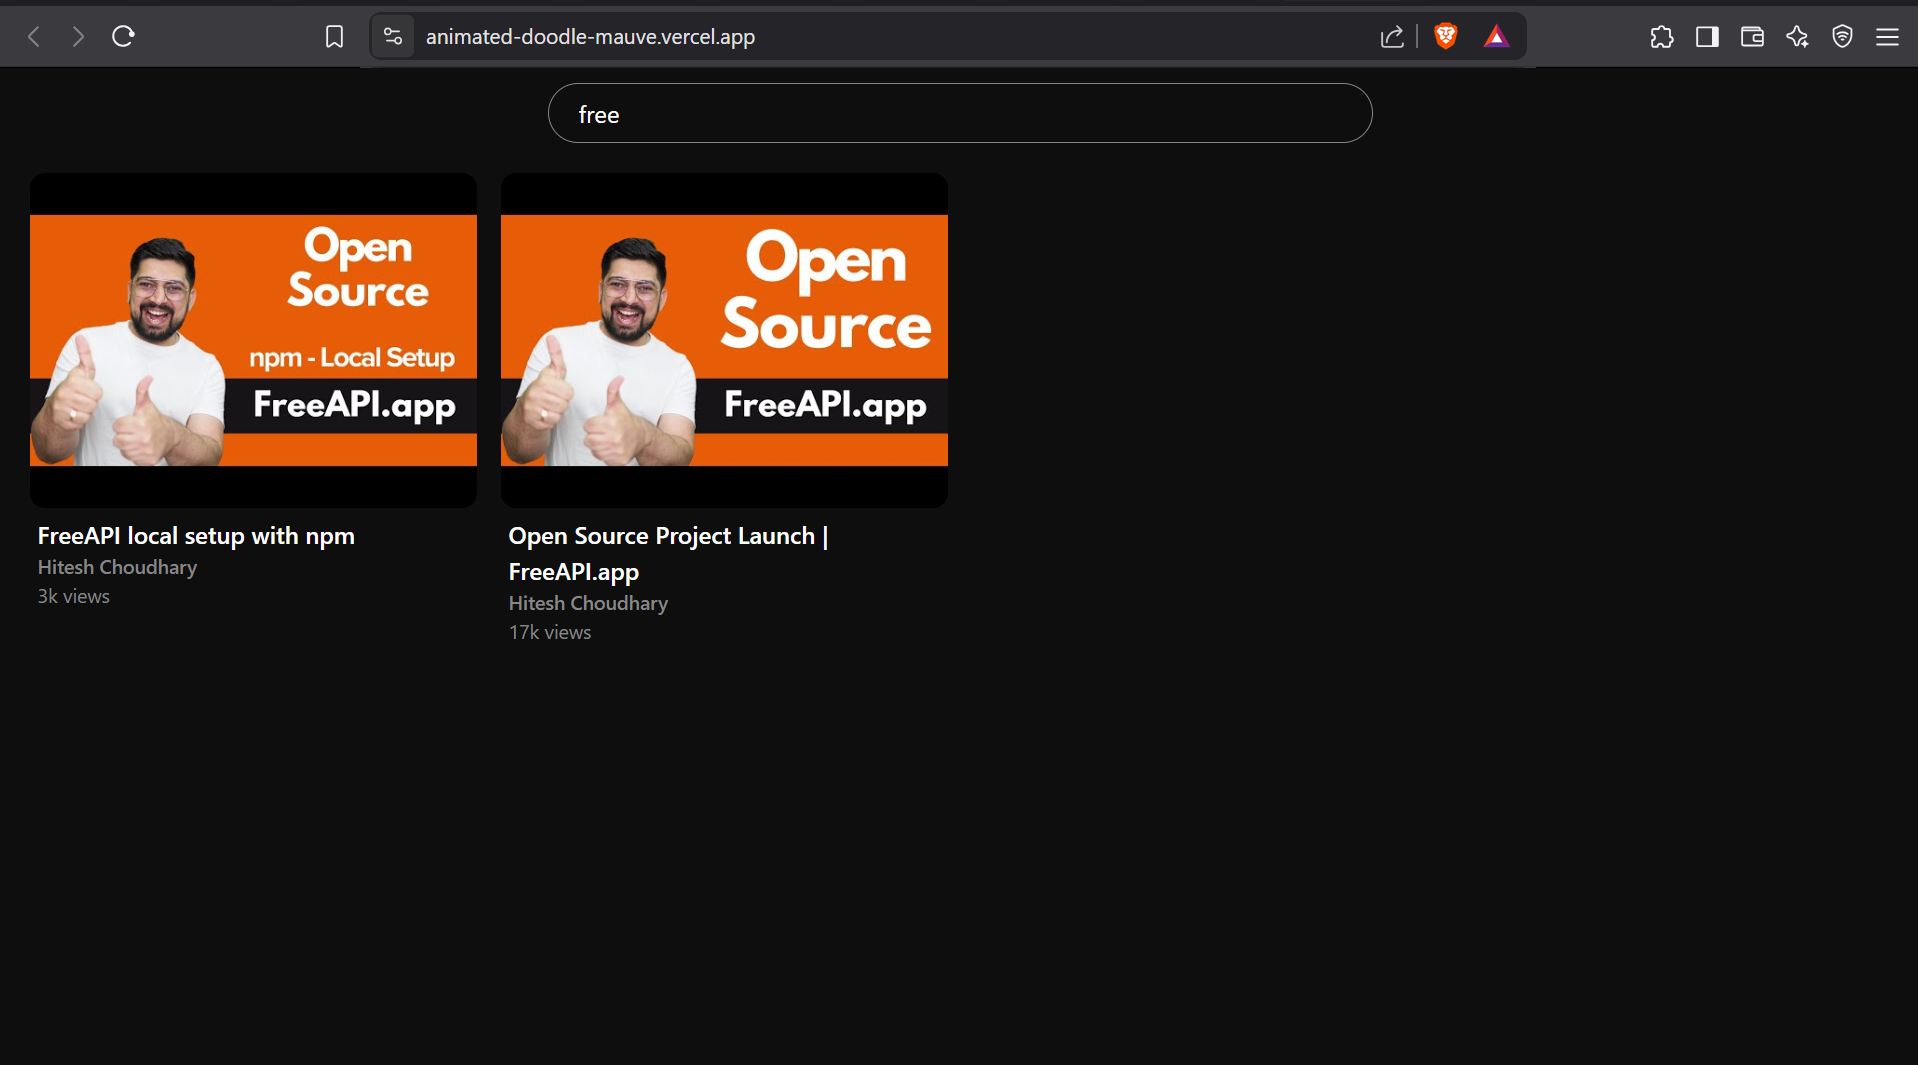 animated-doodle-mauve.vercel.app
free
Open
Source
npm - Local Setup
FreeAPI.app
FreeAPI local setup with npm
Hitesh Choudhary
3k views
Open
Source
FreeAPI.app
Open Source Project Launch |
FreeAPI.app
Hitesh Choudhary
17k views